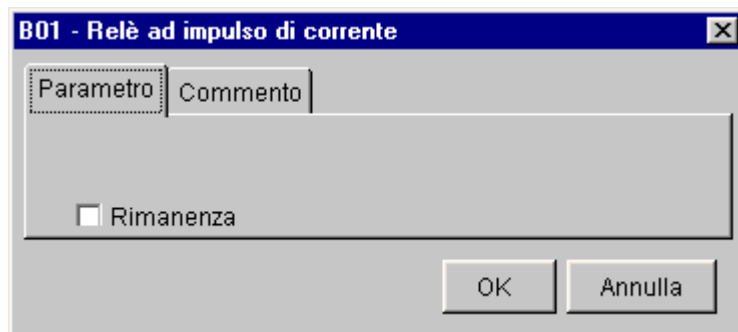 B01 - Relè ad impulso di corrente
Parametro Commento
Rimanenza
OK Annulla